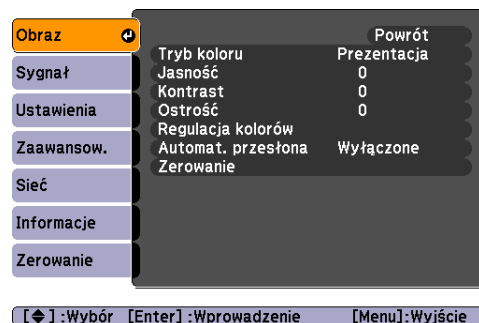 Obraz
Sygnał
Ustawienia
Zaawansow.
Sieć
Informacje
Zerowanie
Powrót
Tryb koloru Prezentacja
Jasność 0
Kontrast 0
Ostrość 0
Regulacja kolorów
Automat. przesłona Wyłączone
Zerowanie
[◆] :Wybór [Enter] :Wprowadzenie [Menu]:Wyjście